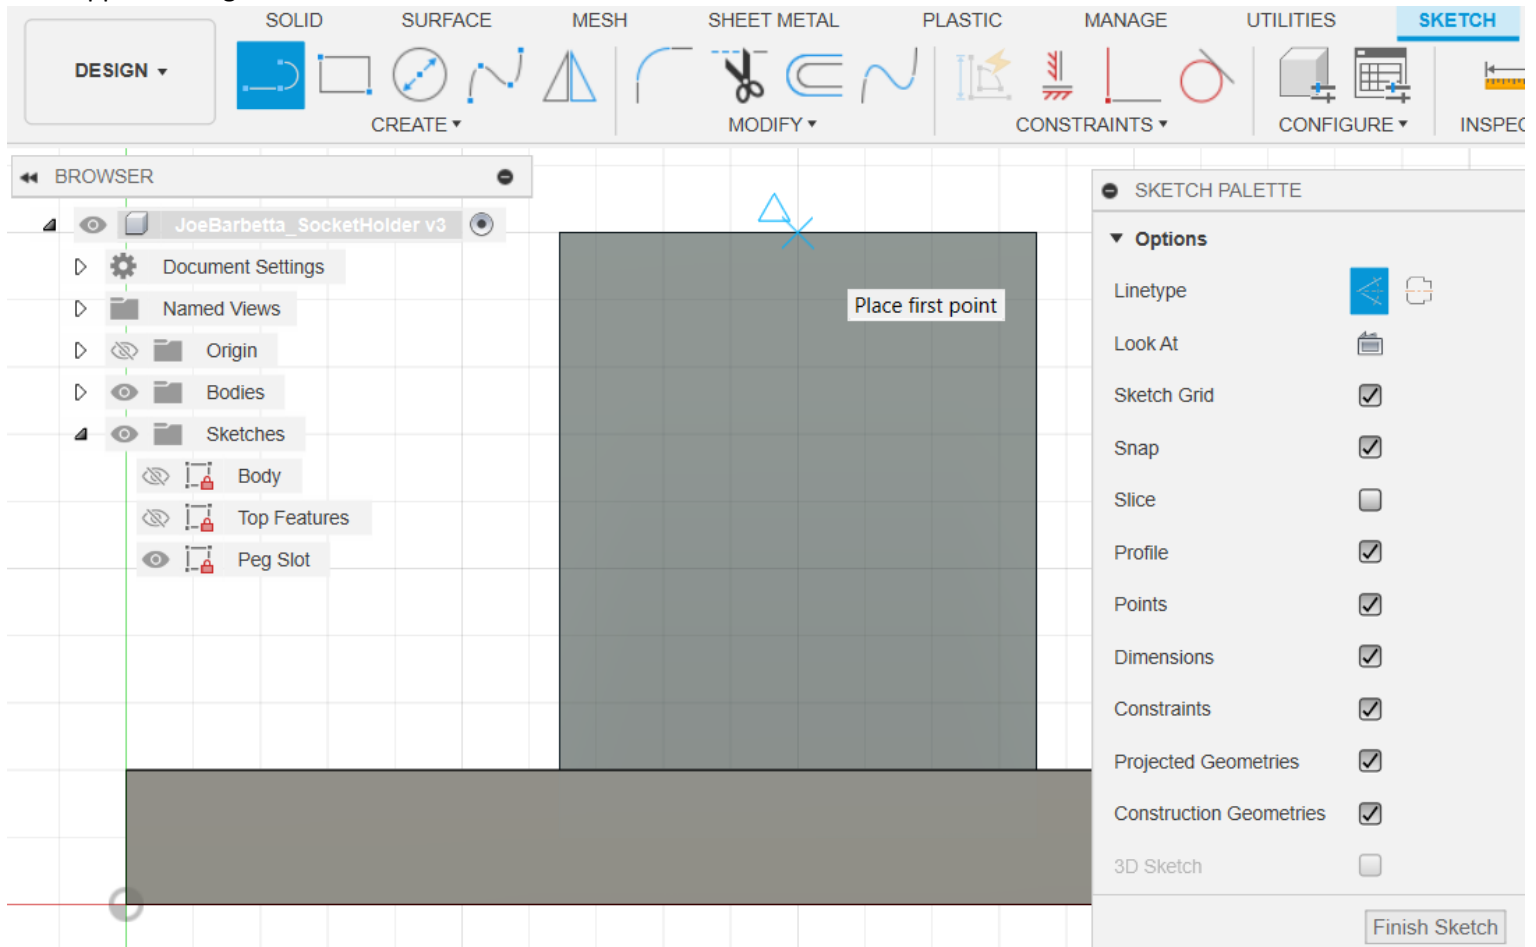 SOLID SURFACE MESH SHEET METAL PLASTIC MANAGE UTILITIES SKETCH
DESIGN
CREATE MODIFY CONSTRAINTS CONFIGURE INSPEC
BROWSER
JoeBarbetta_SocketHolder v3
Document Settings
Named Views
Origin
Bodies
Sketches
Body
Top Features
Peg Slot
Place first point
SKETCH PALETTE
Options
Linetype
Look At
Sketch Grid
Snap
Slice
Profile
Points
Dimensions
Constraints
Projected Geometries
Construction Geometries
3D Sketch
Finish Sketch